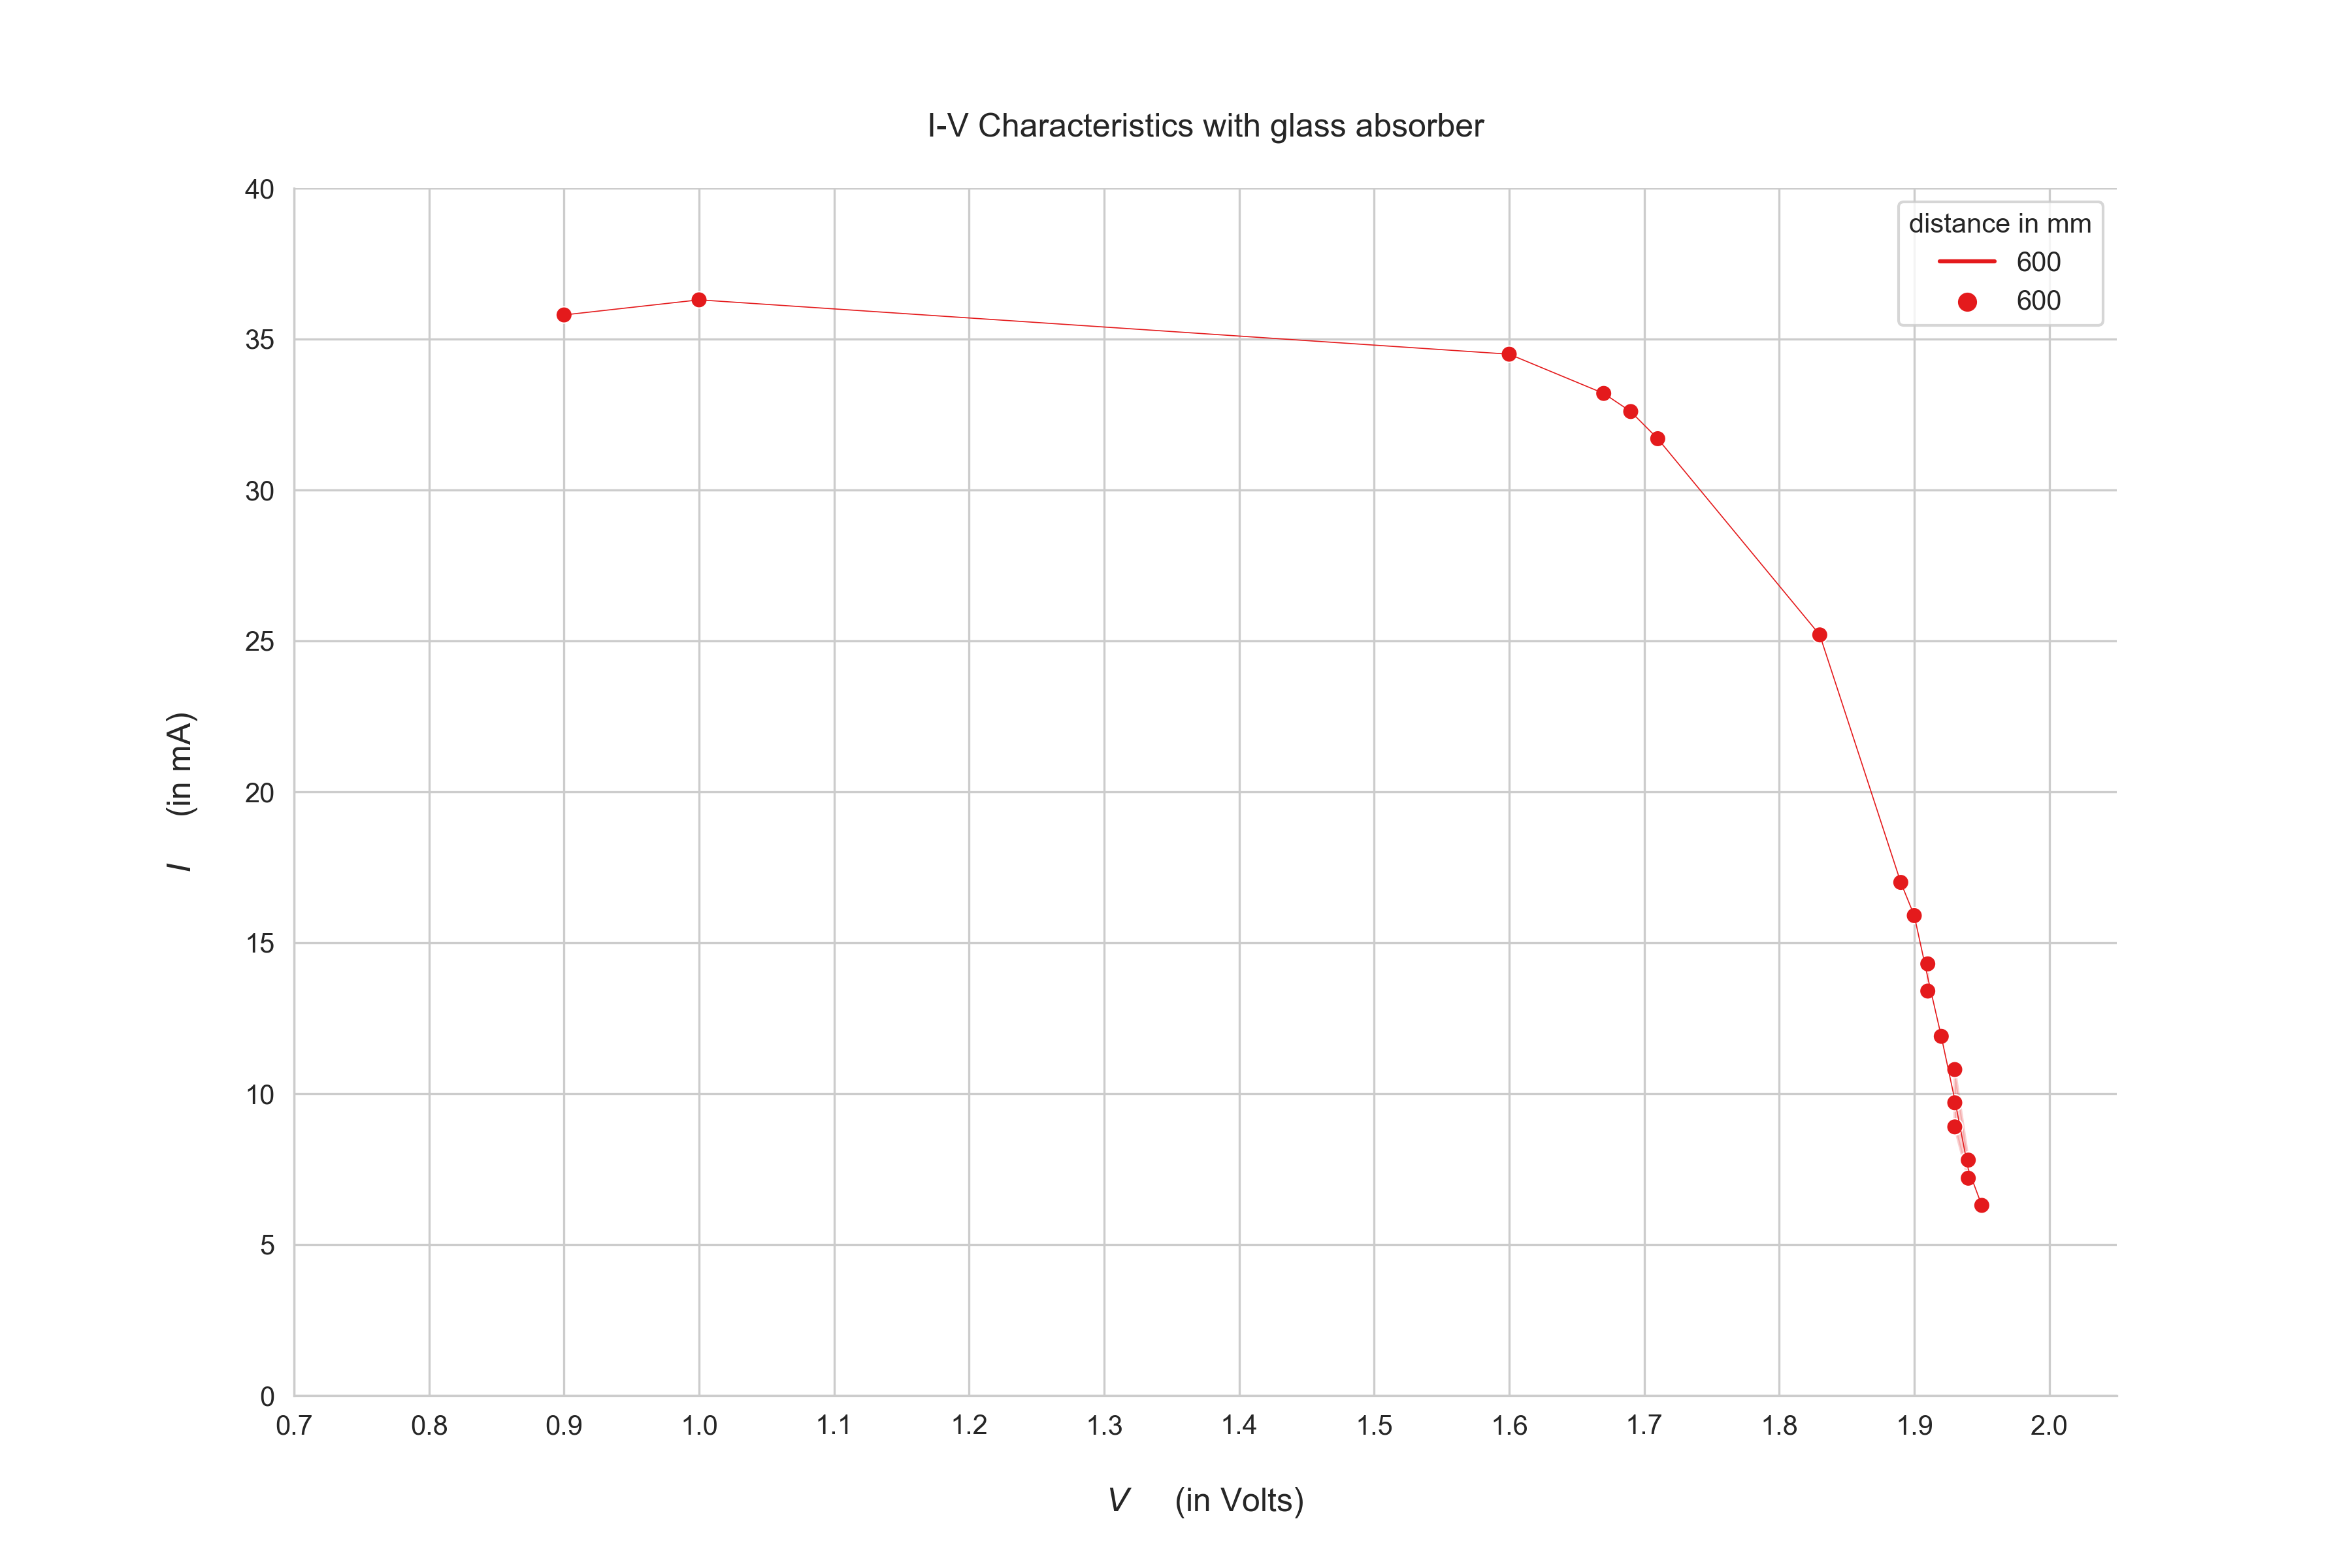 I-V Characteristics with glass absorber
distance in mm
600
600
I (in mA)
40
35
30
25
20
15
10
5
0
0.7 0.8 0.9 1.0 1.1 1.2 1.3 1.4 1.5 1.6 1.7 1.8 1.9 2.0
V (in Volts)